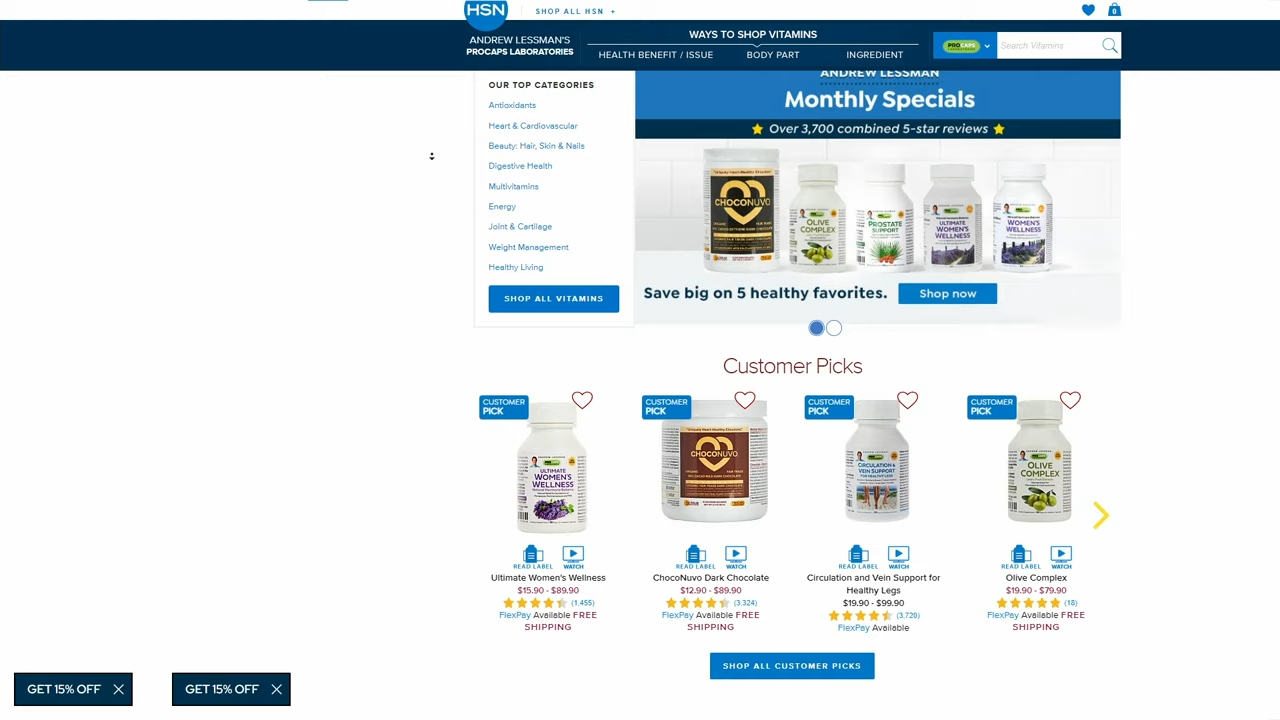 HSN
SHOP ALL HSN +
0
ANDREW LESSMAN'S
PROCAPS LABORATORIES
WAYS TO SHOP VITAMINS
HEALTH BENEFIT / ISSUE
BODY PART
INGREDIENT
PROCAPS
Search Vitamins
OUR TOP CATEGORIES
Antioxidants
Heart & Cardiovascular
Beauty: Hair, Skin & Nails
Digestive Health
Multivitamins
Energy
Joint & Cartilage
Weight Management
Healthy Living
SHOP ALL VITAMINS
ANDREW LESSMAN
Monthly Specials
Over 3,700 combined 5-star reviews
CHOCONUVO
OLIVE
COMPLEX
PROSTATE
SUPPORT
ULTIMATE
WOMEN'S
WELLNESS
WOMEN'S
WELLNESS
Save big on 5 healthy favorites.
Shop now
Customer Picks
CUSTOMER
PICK
CUSTOMER
PICK
CUSTOMER
PICK
CUSTOMER
PICK
ULTIMATE
WOMEN'S
WELLNESS
CHOCONUVO
CIRCULATION &
VEIN SUPPORT
FOR HEALTHY LEGS
OLIVE
COMPLEX
READ LABEL WATCH
READ LABEL WATCH
READ LABEL WATCH
READ LABEL WATCH
Ultimate Women's Wellness
$15.90 - $89.90
(1,455)
FlexPay Available FREE
SHIPPING
ChocoNuvo Dark Chocolate
$12.90 - $89.90
(3,324)
FlexPay Available FREE
SHIPPING
Circulation and Vein Support for
Healthy Legs
$19.90 - $99.90
(3,726)
FlexPay Available
Olive Complex
$19.90 - $79.90
(18)
FlexPay Available FREE
SHIPPING
SHOP ALL CUSTOMER PICKS
GET 15% OFF
GET 15% OFF